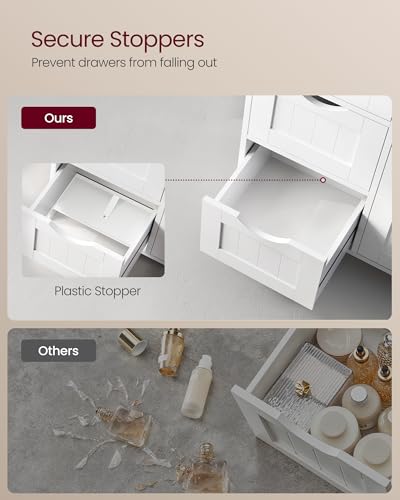 Secure Stoppers
Prevent drawers from falling out
Ours
Plastic Stopper
Others